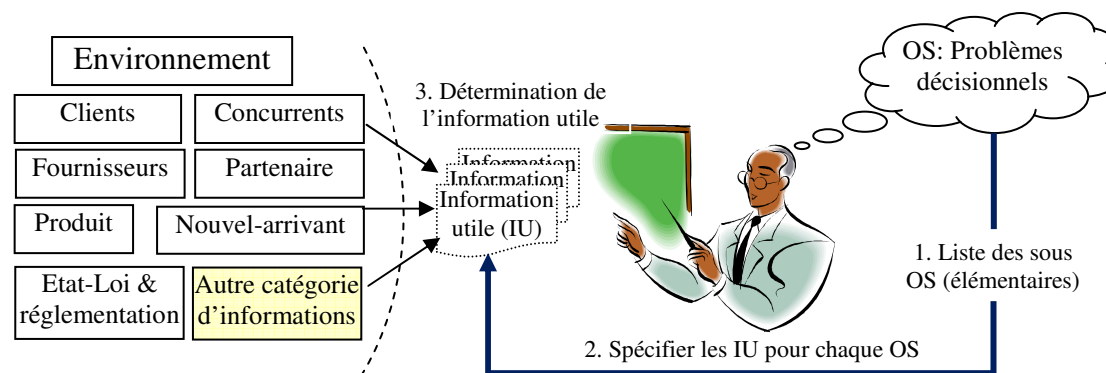 Environnement
Clients
Concurrents
Fournisseurs
Partenaire
Produit
Nouvel-arrivant
Etat-Loi &
réglementation
Autre catégorie
d'informations
3. Détermination de
l'information utile
Information
Information
Information
utile (IU)
OS: Problèmes
décisionnels
1. Liste des sous
OS (élémentaires)
2. Spécifier les IU pour chaque OS